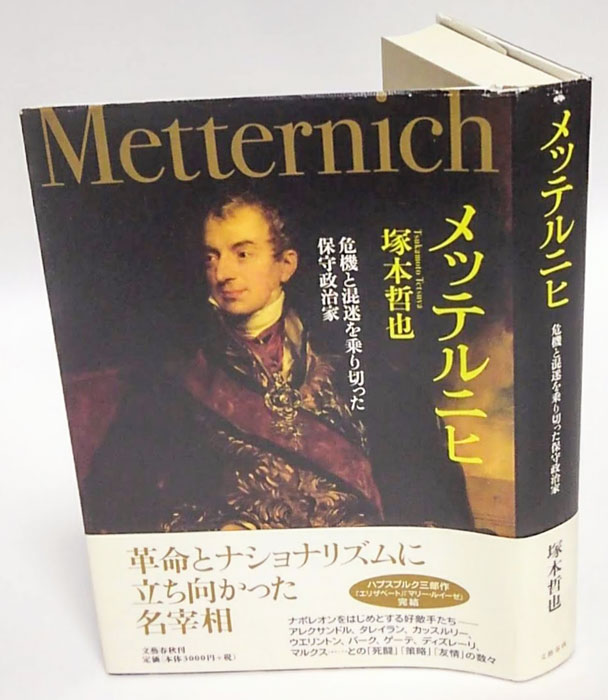 Metternich
メッテルニヒ
塚本哲也
Tsukamoto Tetsuya
危機と混迷を乗り切った
保守政治家
革命とナショナリズムに
立ち向かった
名宰相
文藝春秋刊
定価(本体3000円+税)
ハプスブルク三部作
「エリザベート」「マリー・ルイーゼ」
完結
ナポレオンをはじめとする好敵手たち——
アレクサンドル、タレイラン、カッスルリー、
ウエリントン、バーク、ゲーテ、ディズレーリ、
マルクス……との「死闘」「策略」「友情」の数々
メッテルニヒ
危機と混迷を乗り切った保守政治家
塚本哲也
文藝春秋